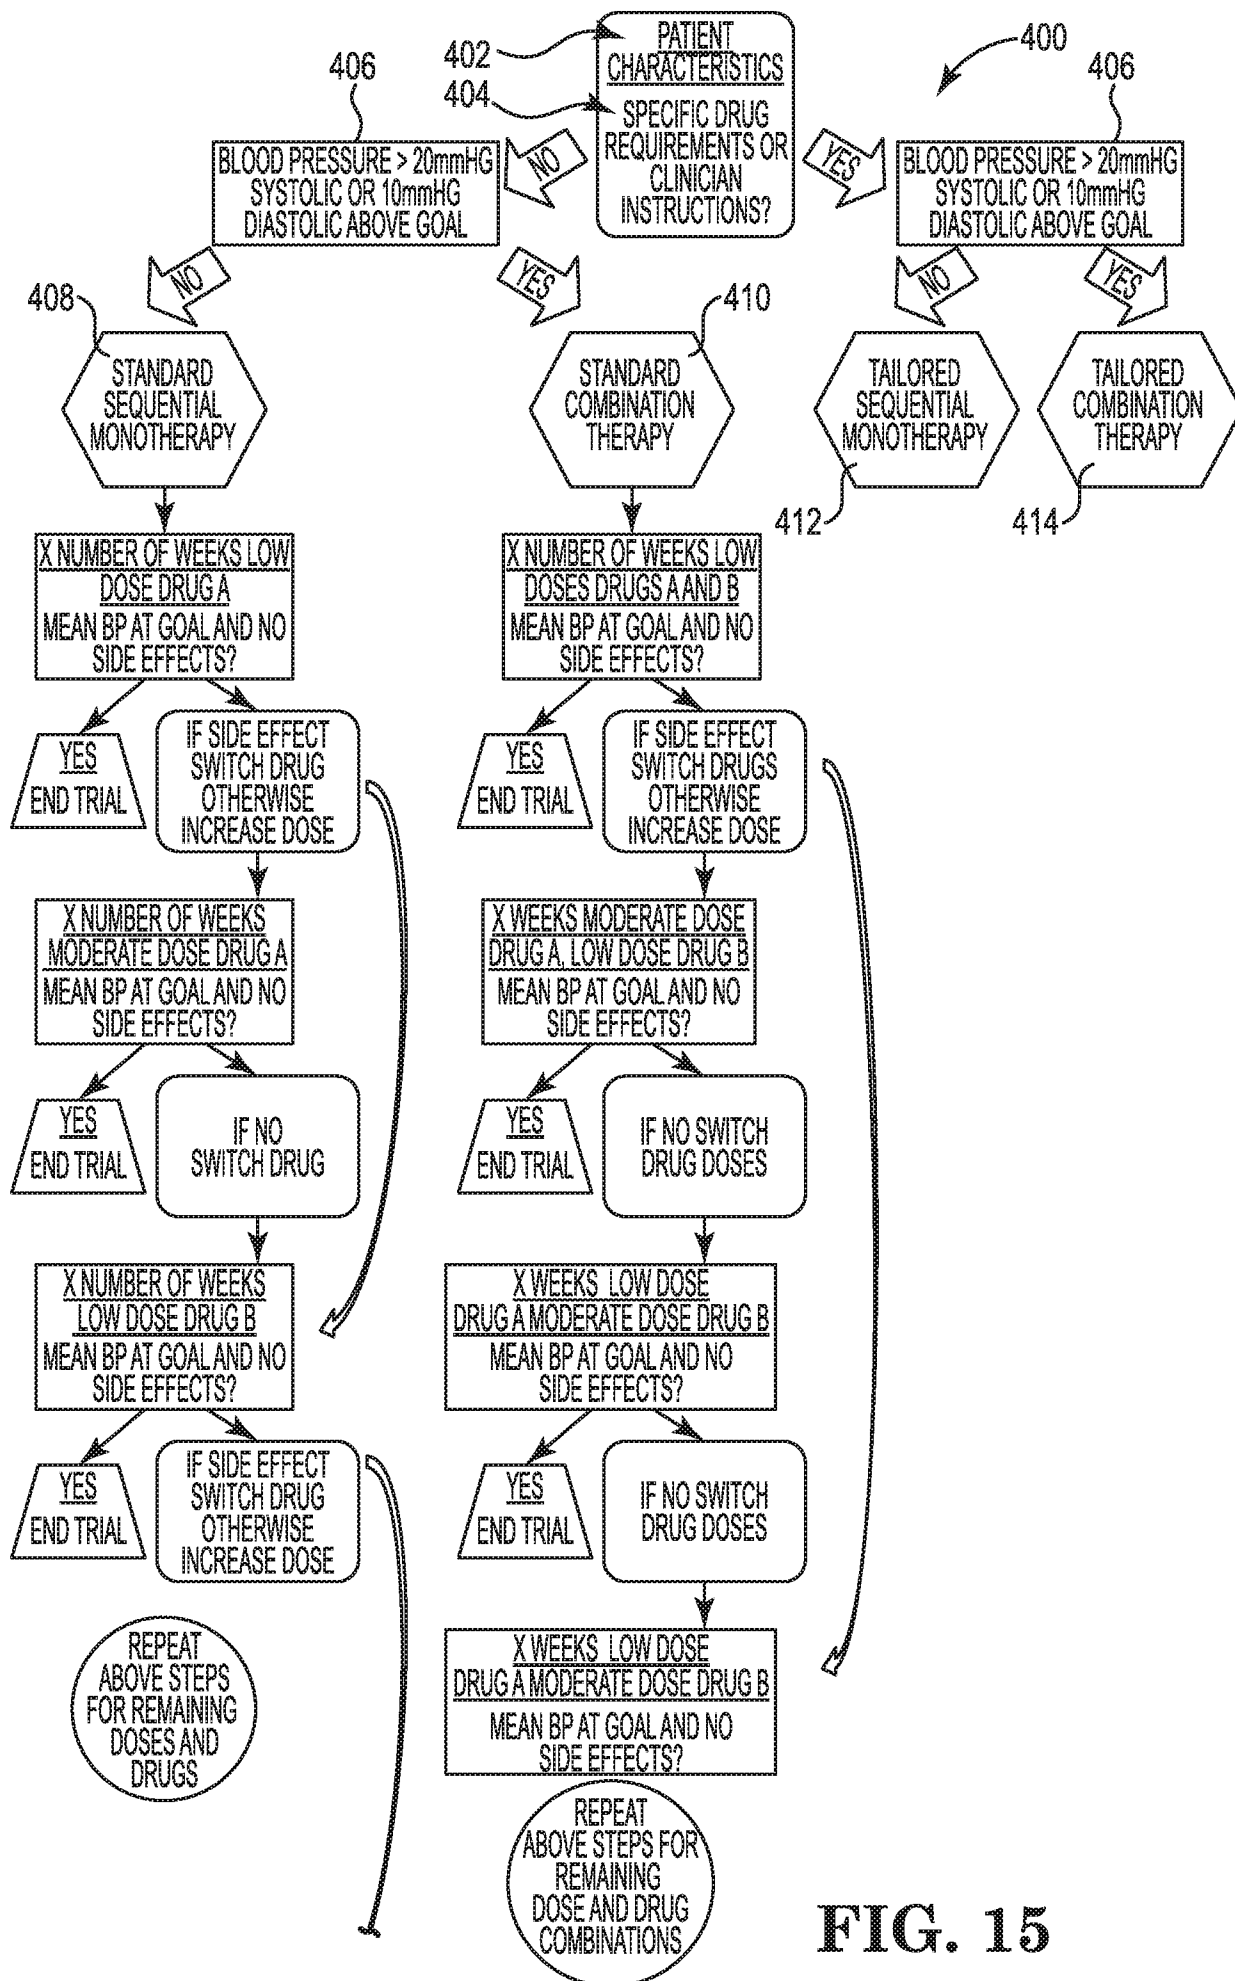 402
PATIENT
CHARACTERISTICS
404
SPECIFIC DRUG
REQUIREMENTS OR
CLINICIAN
INSTRUCTIONS?
400
406
NO
BLOOD PRESSURE > 20mmHG
SYSTOLIC OR 10mmHG
DIASTOLIC ABOVE GOAL
YES
406
BLOOD PRESSURE > 20mmHG
SYSTOLIC OR 10mmHG
DIASTOLIC ABOVE GOAL
NO
YES
NO
YES
408
STANDARD
SEQUENTIAL
MONOTHERAPY
410
STANDARD
COMBINATION
THERAPY
TAILORED
SEQUENTIAL
MONOTHERAPY
412
TAILORED
COMBINATION
THERAPY
414
X NUMBER OF WEEKS LOW
DOSE DRUG A
MEAN BP AT GOAL AND NO
SIDE EFFECTS?
YES
END TRIAL
IF SIDE EFFECT
SWITCH DRUG
OTHERWISE
INCREASE DOSE
X NUMBER OF WEEKS
MODERATE DOSE DRUG A
MEAN BP AT GOAL AND NO
SIDE EFFECTS?
YES
END TRIAL
IF NO
SWITCH DRUG
X NUMBER OF WEEKS
LOW DOSE DRUG B
MEAN BP AT GOAL AND NO
SIDE EFFECTS?
YES
END TRIAL
IF SIDE EFFECT
SWITCH DRUG
OTHERWISE
INCREASE DOSE
REPEAT
ABOVE STEPS
FOR REMAINING
DOSES AND
DRUGS
X NUMBER OF WEEKS LOW
DOSES DRUGS A AND B
MEAN BP AT GOAL AND NO
SIDE EFFECTS?
YES
END TRIAL
IF SIDE EFFECT
SWITCH DRUGS
OTHERWISE
INCREASE DOSE
X WEEKS MODERATE DOSE
DRUG A, LOW DOSE DRUG B
MEAN BP AT GOAL AND NO
SIDE EFFECTS?
YES
END TRIAL
IF NO SWITCH
DRUG DOSES
X WEEKS LOW DOSE
DRUG A MODERATE DOSE DRUG B
MEAN BP AT GOAL AND NO
SIDE EFFECTS?
YES
END TRIAL
IF NO SWITCH
DRUG DOSES
X WEEKS LOW DOSE
DRUG A MODERATE DOSE DRUG B
MEAN BP AT GOAL AND NO
SIDE EFFECTS?
REPEAT
ABOVE STEPS FOR
REMAINING
DOSE AND DRUG
COMBINATIONS
FIG. 15